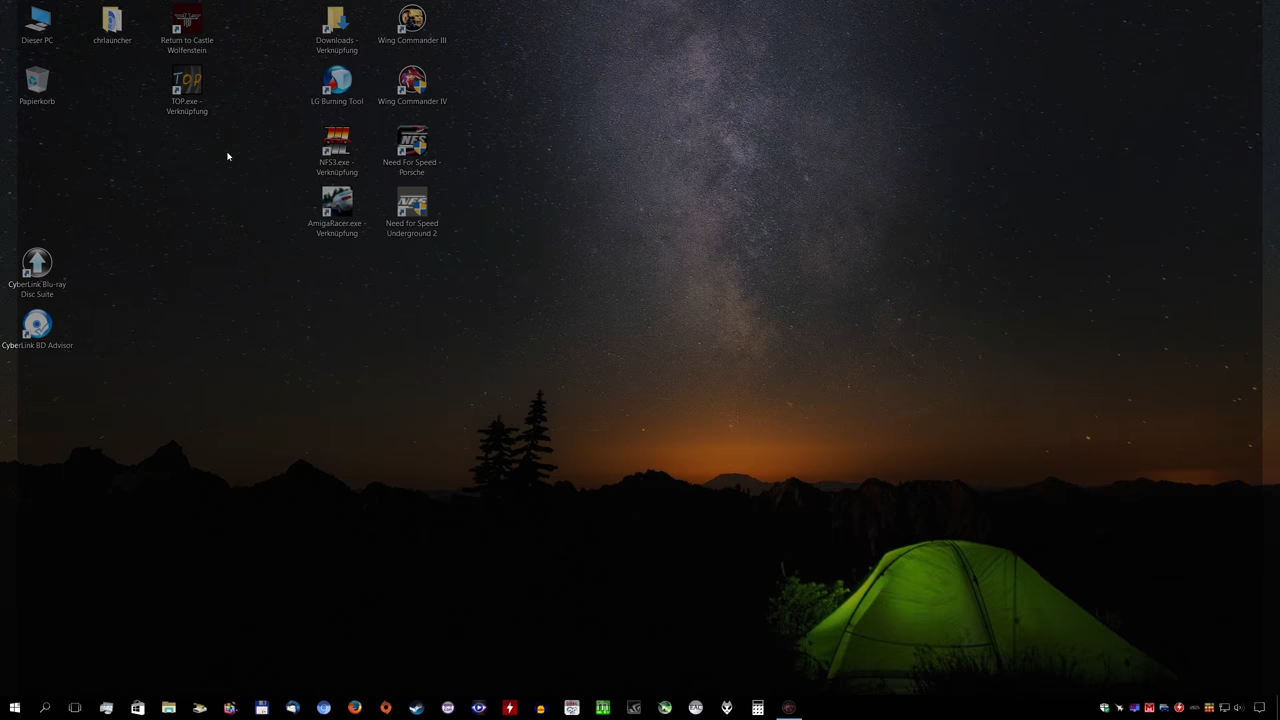 Dieser PC
chrlauncher
Return to Castle
Wolfenstein
Downloads -
Verknüpfung
Wing Commander III
Papierkorb
TOP
TOP.exe -
Verknüpfung
LG Burning Tool
Wing Commander IV
NFS3.exe -
Verknüpfung
NFS
Need For Speed -
Porsche
AmigaRacer.exe -
Verknüpfung
Need for Speed
Underground 2
CyberLink Blu-ray
Disc Suite
CyberLink BD Advisor